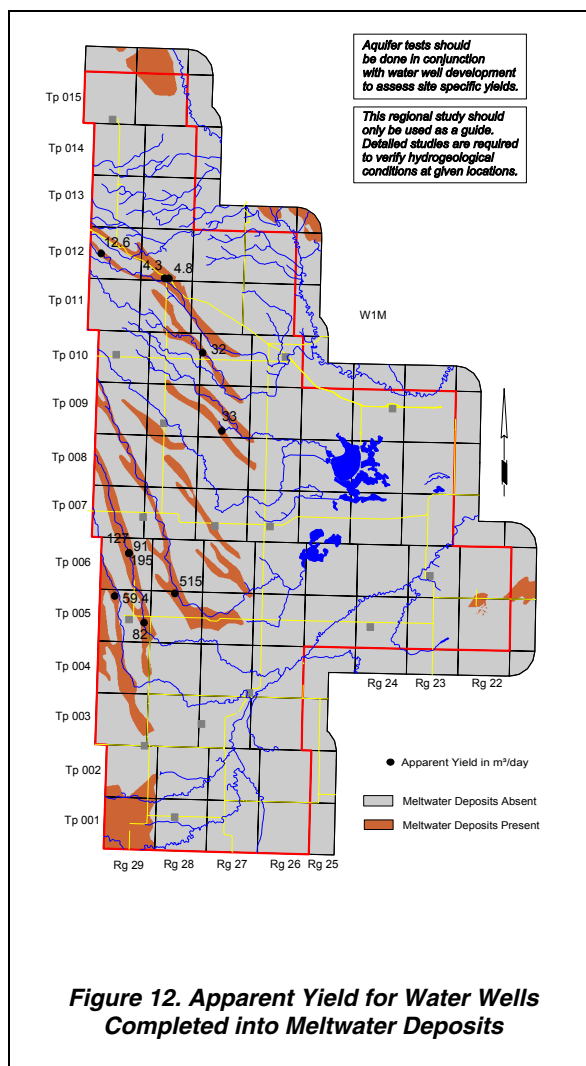 Aquifer tests should
be done in conjunction
with water well development
to assess site specific yields.
This regional study should
only be used as a guide.
Detailed studies are required
to verify hydrogeological
conditions at given locations.
Tp 015
Tp 014
Tp 013
Tp 012
Tp 011
Tp 010
Tp 009
Tp 008
Tp 007
Tp 006
Tp 005
Tp 004
Tp 003
Tp 002
Tp 001
12.6
4.3
4.8
32
33
127
91
195
515
59.4
82
W1M
Rg 24
Rg 23
Rg 22
Rg 29
Rg 28
Rg 27
Rg 26
Rg 25
Apparent Yield in m³/day
Meltwater Deposits Absent
Meltwater Deposits Present
Figure 12. Apparent Yield for Water Wells
Completed into Meltwater Deposits